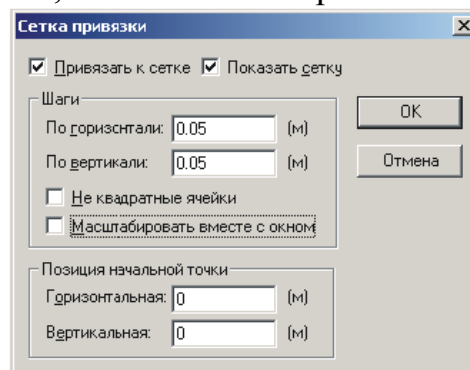 Сетка привязки
Привязать к сетке Показать сетку
Шаги
По горизснтали: 0.05 (м)
По вертикали: 0.05 (м)
Не квадратные ячейки
Масштабировать вместе с окном
OK
Отмена
Позиция начальной точки
Горизонтальная: 0 (м)
Вертикальная: 0 (м)